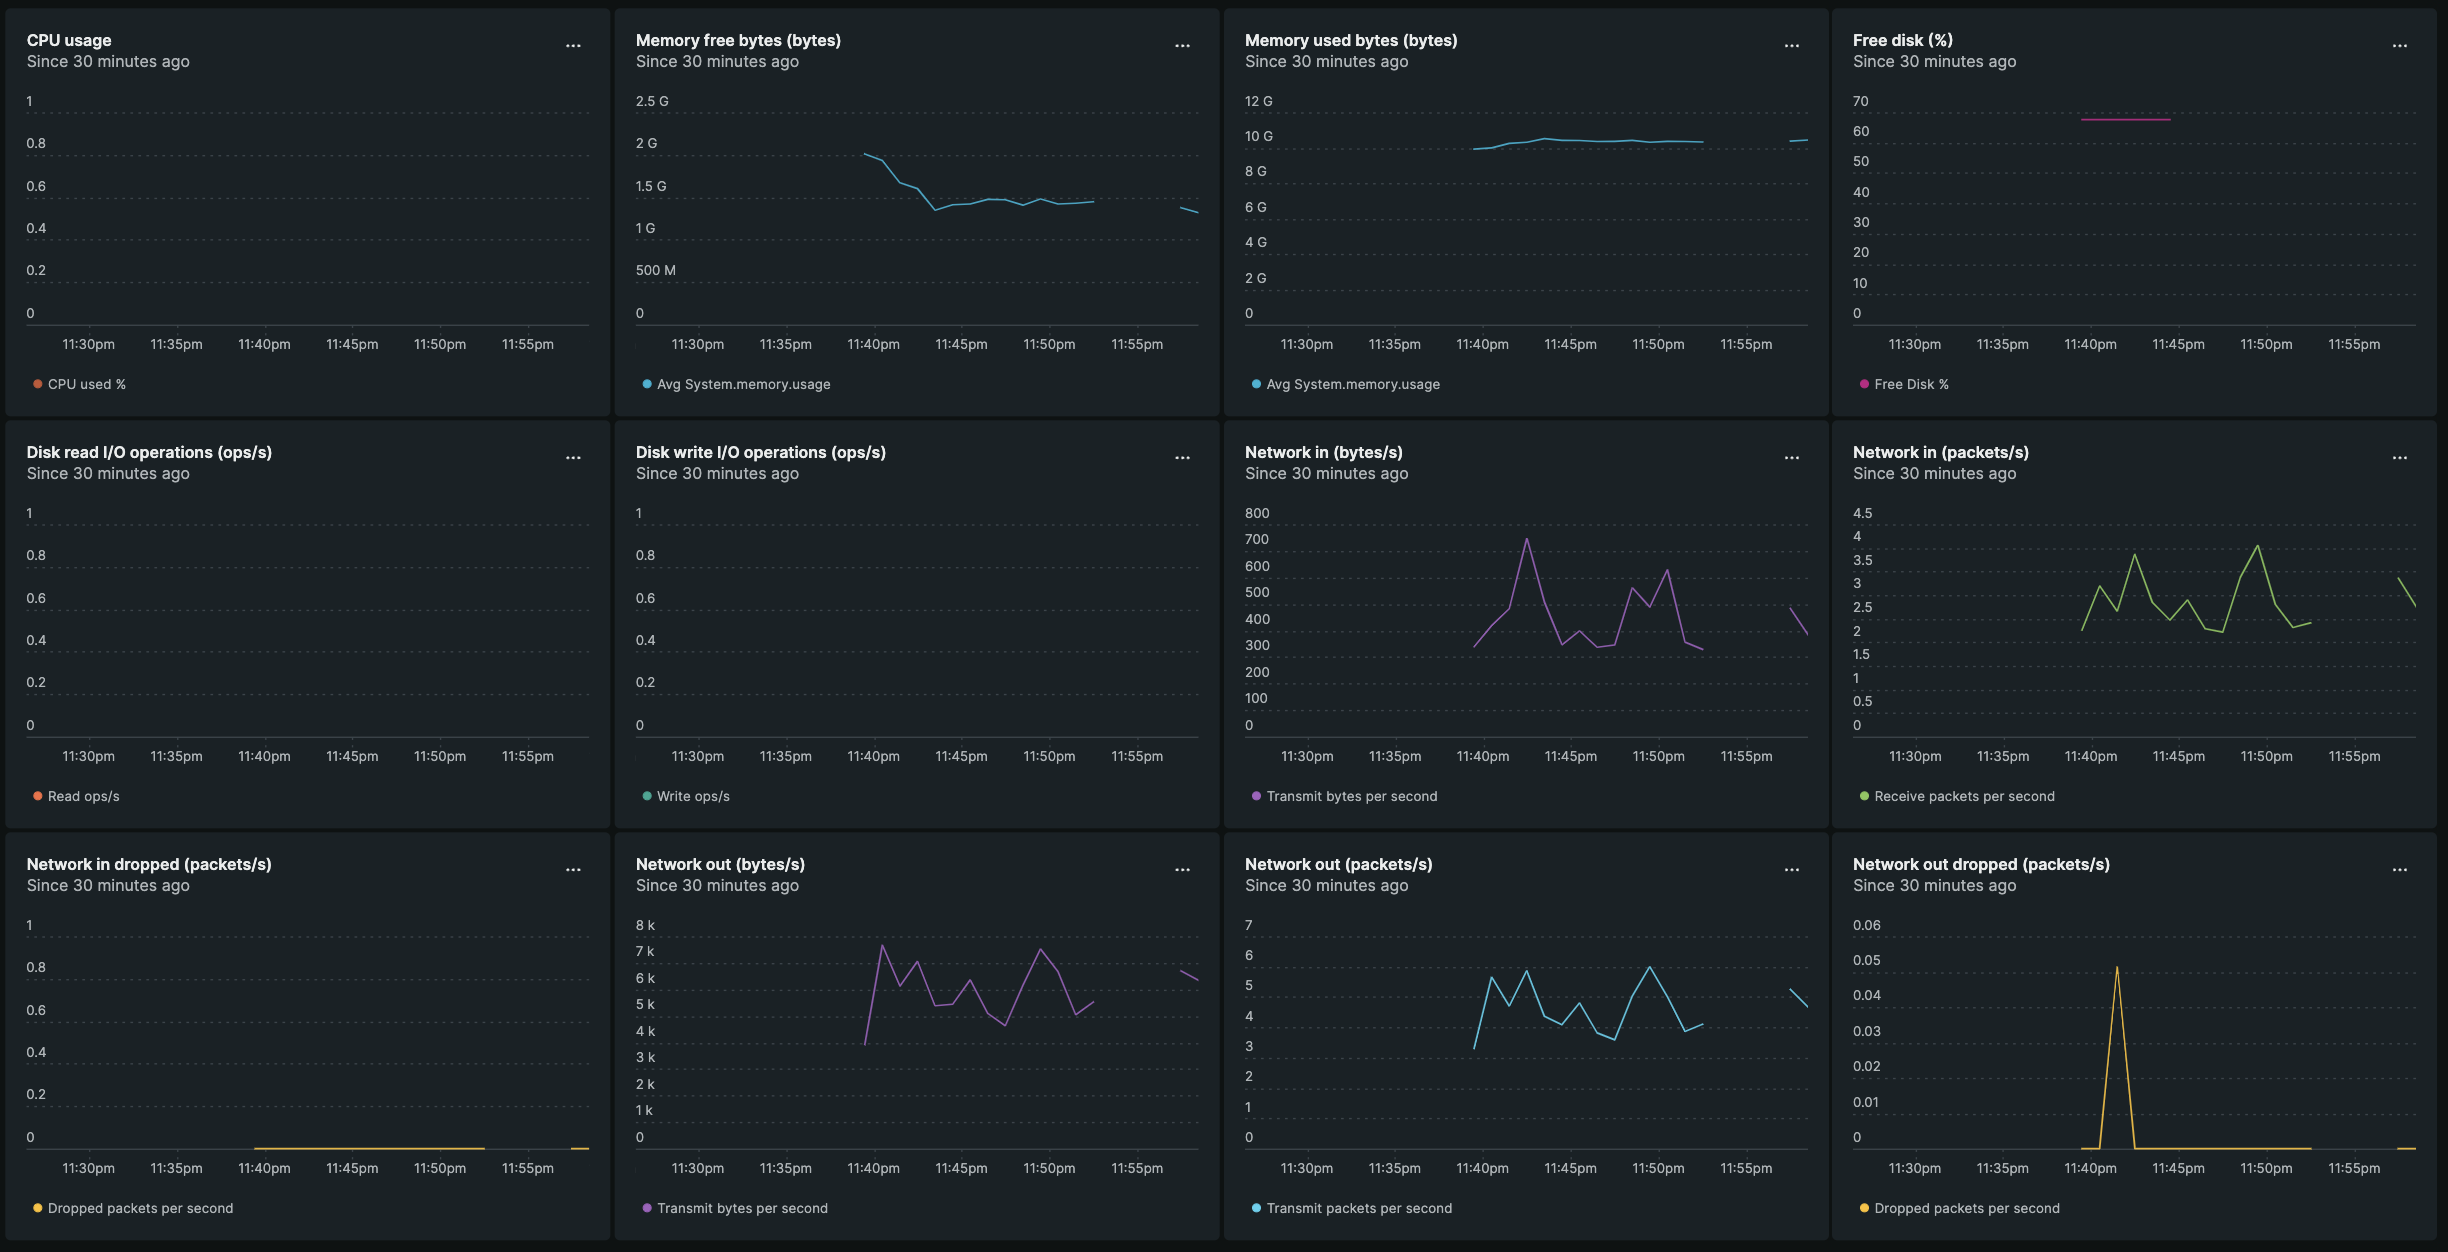 CPU usage
Since 30 minutes ago
...
1
0.8
0.6
0.4
0.2
0
11:30pm 11:35pm 11:40pm 11:45pm 11:50pm 11:55pm
CPU used %
Memory free bytes (bytes)
Since 30 minutes ago
...
2.5 G
2 G
1.5 G
1 G
500 M
0
11:30pm 11:35pm 11:40pm 11:45pm 11:50pm 11:55pm
Avg System.memory.usage
Memory used bytes (bytes)
Since 30 minutes ago
...
12 G
10 G
8 G
6 G
4 G
2 G
0
11:30pm 11:35pm 11:40pm 11:45pm 11:50pm 11:55pm
Avg System.memory.usage
Free disk (%)
Since 30 minutes ago
...
70
60
50
40
30
20
10
0
11:30pm 11:35pm 11:40pm 11:45pm 11:50pm 11:55pm
Free Disk %
Disk read I/O operations (ops/s)
Since 30 minutes ago
...
1
0.8
0.6
0.4
0.2
0
11:30pm 11:35pm 11:40pm 11:45pm 11:50pm 11:55pm
Read ops/s
Disk write I/O operations (ops/s)
Since 30 minutes ago
...
1
0.8
0.6
0.4
0.2
0
11:30pm 11:35pm 11:40pm 11:45pm 11:50pm 11:55pm
Write ops/s
Network in (bytes/s)
Since 30 minutes ago
...
800
700
600
500
400
300
200
100
0
11:30pm 11:35pm 11:40pm 11:45pm 11:50pm 11:55pm
Transmit bytes per second
Network in (packets/s)
Since 30 minutes ago
...
4.5
4
3.5
3
2.5
2
1.5
1
0.5
0
11:30pm 11:35pm 11:40pm 11:45pm 11:50pm 11:55pm
Receive packets per second
Network in dropped (packets/s)
Since 30 minutes ago
...
1
0.8
0.6
0.4
0.2
0
11:30pm 11:35pm 11:40pm 11:45pm 11:50pm 11:55pm
Dropped packets per second
Network out (bytes/s)
Since 30 minutes ago
...
8 k
7 k
6 k
5 k
4 k
3 k
2 k
1 k
0
11:30pm 11:35pm 11:40pm 11:45pm 11:50pm 11:55pm
Transmit bytes per second
Network out (packets/s)
Since 30 minutes ago
...
7
6
5
4
3
2
1
0
11:30pm 11:35pm 11:40pm 11:45pm 11:50pm 11:55pm
Transmit packets per second
Network out dropped (packets/s)
Since 30 minutes ago
...
0.06
0.05
0.04
0.03
0.02
0.01
0
11:30pm 11:35pm 11:40pm 11:45pm 11:50pm 11:55pm
Dropped packets per second